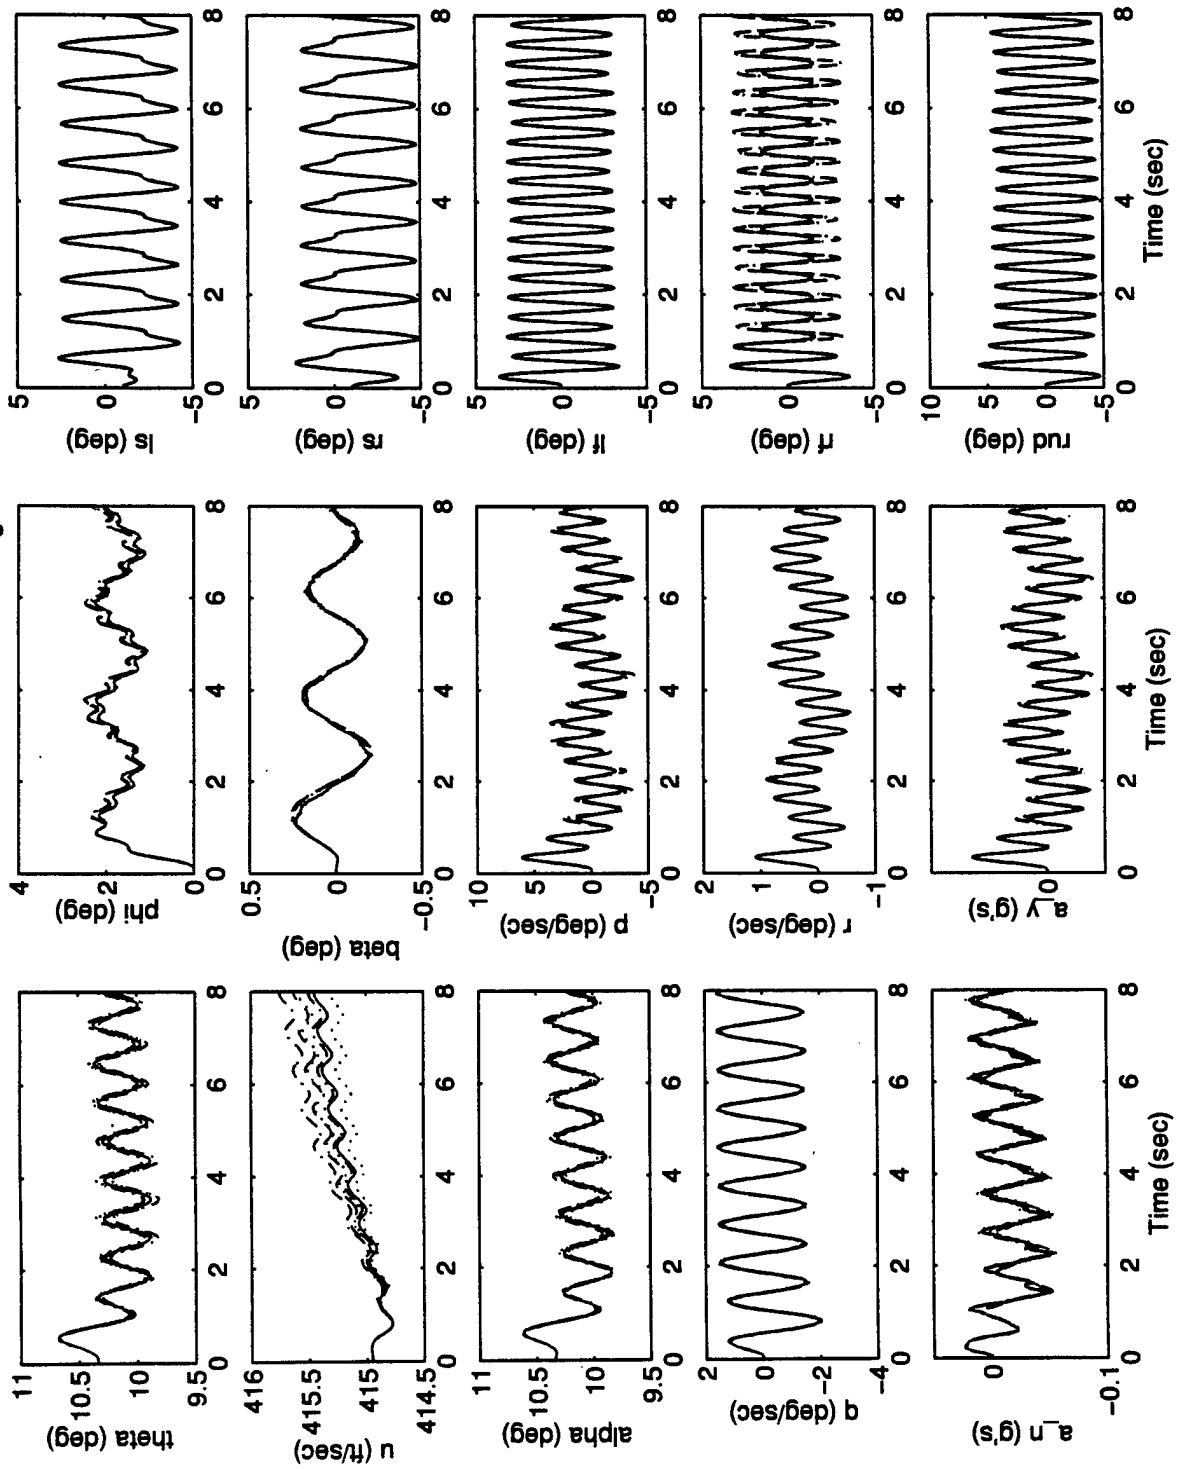 theta (deg)
11
10.5
10
9.5
0 2 4 6 8
phi (deg)
4
2
0
0 2 4 6 8
ls (deg)
5
0
−5
0 2 4 6 8
u (ft/sec)
416
415.5
415
414.5
0 2 4 6 8
beta (deg)
0.5
0
−0.5
0 2 4 6 8
rs (deg)
5
0
−5
0 2 4 6 8
alpha (deg)
11
10.5
10
9.5
0 2 4 6 8
p (deg/sec)
10
5
0
−5
0 2 4 6 8
lf (deg)
5
0
−5
0 2 4 6 8
q (deg/sec)
2
0
−2
−4
0 2 4 6 8
r (deg/sec)
2
1
0
−1
0 2 4 6 8
rf (deg)
5
0
−5
0 2 4 6 8
a_n (g's)
0
−0.1
0 2 4 6 8
Time (sec)
a_y (g's)
0
0 2 4 6 8
Time (sec)
rud (deg)
10
5
0
−5
0 2 4 6 8
Time (sec)